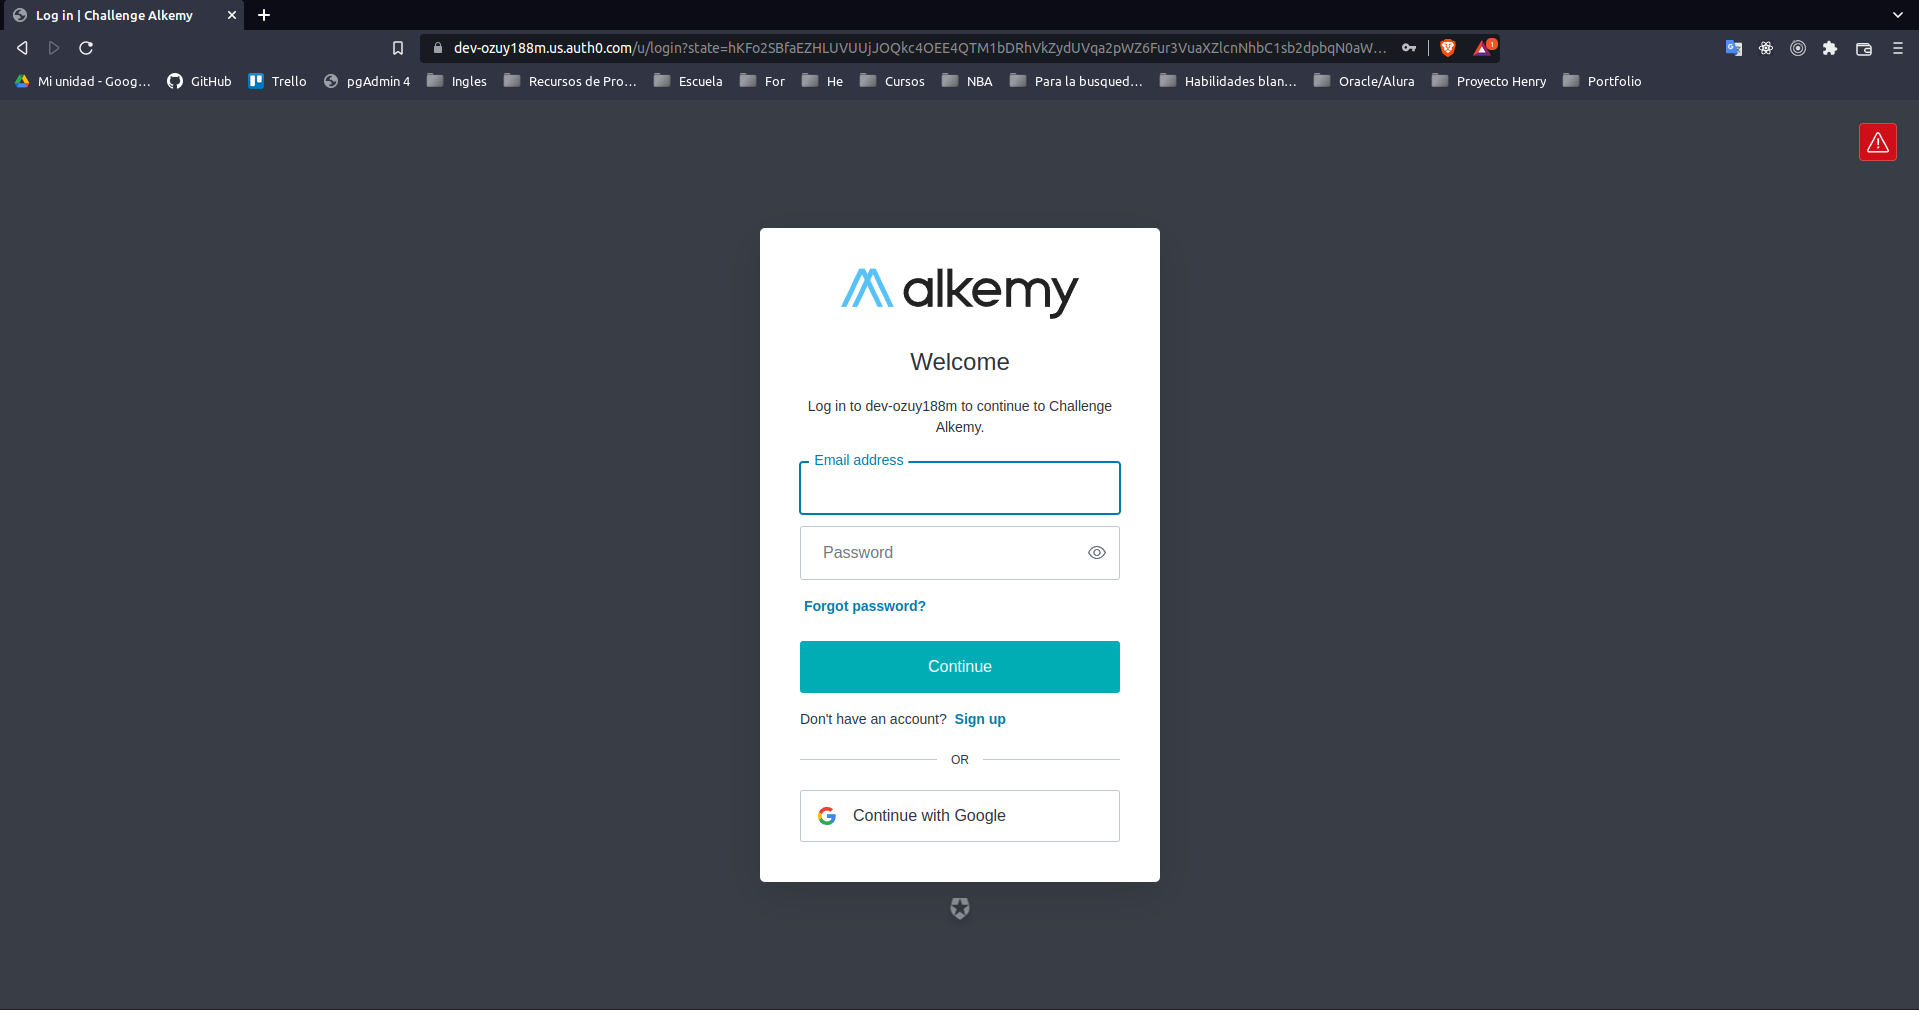 Log in | Challenge Alkemy
dev-ozuy188m.us.auth0.com/u/login?state=hKFo2SBfaEZHLUVUUjJOQkc4OEE4QTM1bDRhVkZydUVqa2pWZ6Fur3VuaXZlcnNhbC1sb2dpbqN0aW...
1
Mi unidad - Goog... GitHub Trello pgAdmin 4 Ingles Recursos de Pro... Escuela For He Cursos NBA Para la busqued... Habilidades blan... Oracle/Alura Proyecto Henry Portfolio
alkemy
Welcome
Log in to dev-ozuy188m to continue to Challenge
Alkemy.
Email address
Password
Forgot password?
Continue
Don't have an account? Sign up
OR
Continue with Google